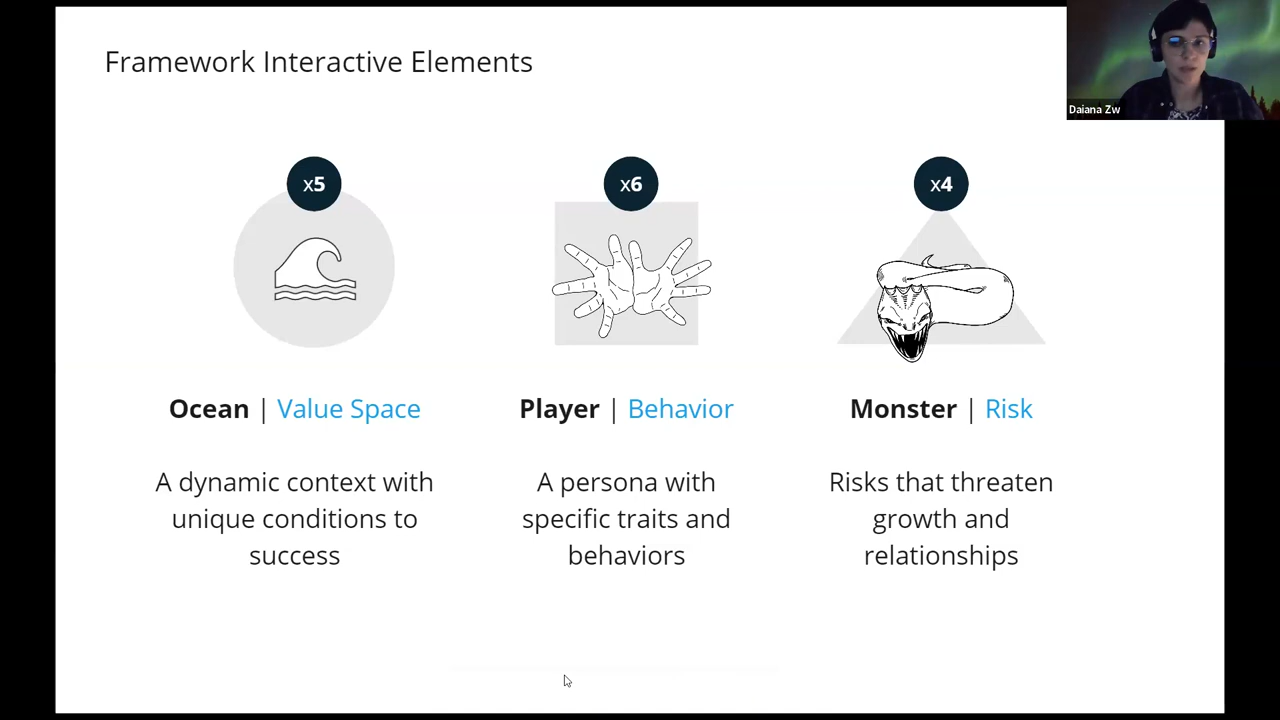 Framework Interactive Elements
Daiana Zw
x5
x6
x4
Ocean | Value Space
Player | Behavior
Monster | Risk
A dynamic context with
unique conditions to
success
A persona with
specific traits and
behaviors
Risks that threaten
growth and
relationships